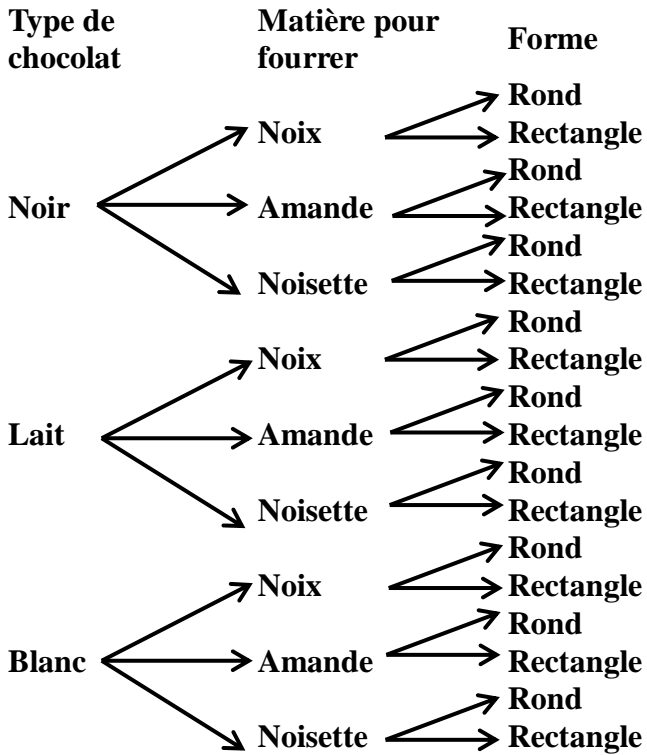 Type de
chocolat
Matière pour
fourrer
Forme
Rond
Noix
Rectangle
Rond
Noir
Amande
Rectangle
Rond
Noisette
Rectangle
Rond
Noix
Rectangle
Rond
Lait
Amande
Rectangle
Rond
Noisette
Rectangle
Rond
Noix
Rectangle
Rond
Blanc
Amande
Rectangle
Rond
Noisette
Rectangle